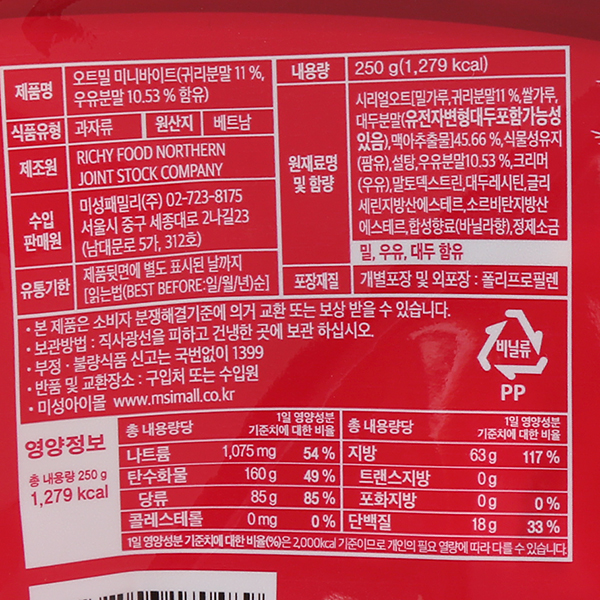 제품명
오트밀 미니바이트(귀리분말 11 %,
우유분말 10.53 % 함유)
식품유형
과자류
원산지
베트남
제조원
RICHY FOOD NORTHERN
JOINT STOCK COMPANY
수입
판매원
미성패밀리(주) 02-723-8175
서울시 중구 세종대로 2나길23
(남대문로 5가, 312호)
유통기한
제품뒷면에 별도 표시된 날까지
[읽는법(BEST BEFORE:일/월/년)순]
내용량
250 g(1,279 kcal)
원재료명
및 함량
시리얼오트[밀가루,귀리분말11 %,쌀가루,
대두분말(유전자변형대두포함가능성
있음),맥아추출물]45.66 %,식물성유지
(팜유),설탕,우유분말10.53 %,크리머
(우유),말토덱스트린,대두레시틴,글리
세린지방산에스테르,소르비탄지방산
에스테르,합성향료(바닐라향),정제소금
밀, 우유, 대두 함유
포장재질
개별포장 및 외포장 : 폴리프로필렌
• 본 제품은 소비자 분쟁해결기준에 의거 교환 또는 보상 받을 수 있습니다.
• 보관방법 : 직사광선을 피하고 건냉한 곳에 보관 하십시오.
• 부정 · 불량식품 신고는 국번없이 1399
• 반품 및 교환장소 : 구입처 또는 수입원
• 미성아이몰 www.msimall.co.kr
비닐류
PP
영양정보
총 내용량 250 g
1,279 kcal
총 내용량당
1일 영양성분
기준치에 대한 비율
나트륨 1,075 mg 54 %
탄수화물 160 g 49 %
당류 85 g 85 %
콜레스테롤 0 mg 0 %
총 내용량당
1일 영양성분
기준치에 대한 비율
지방 63 g 117 %
트랜스지방 0 g
포화지방 0 g 0 %
단백질 18 g 33 %
1일 영양성분 기준치에 대한 비율(%)은 2,000kcal 기준이므로 개인의 필요 열량에 따라 다를 수 있습니다.